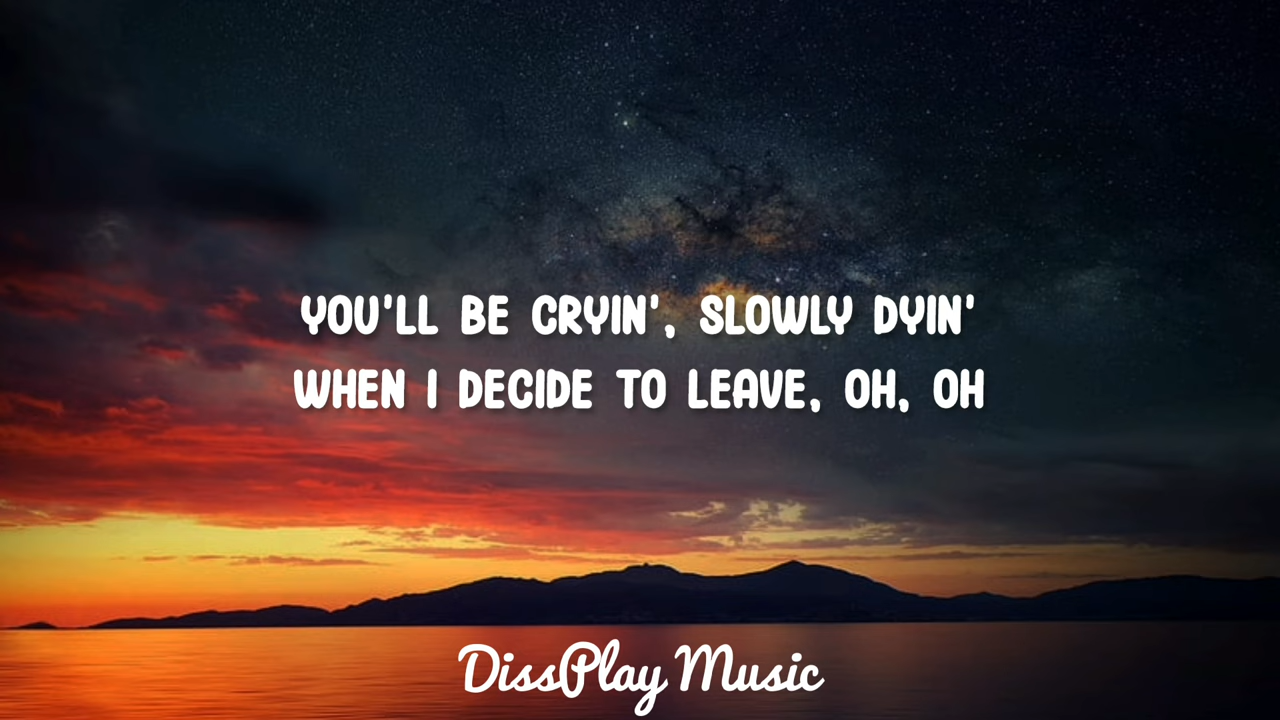 YOU'LL BE CRYIN', SLOWLY DYIN'
WHEN I DECIDE TO LEAVE, OH, OH
DissPlay Music